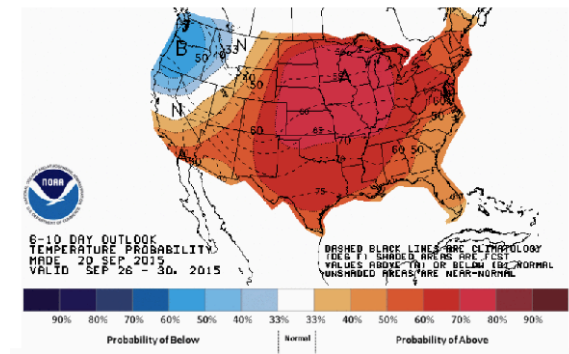 B
50
33
N
A
40
50
N
60
70
60
50
60 50
A
75
NOAA
6-10 DAY OUTLOOK
TEMPERATURE PROBABILITY
MADE 20 SEP 2015
VALID SEP 26 - 30, 2015
DASHED BLACK LINES ARE CLIMATOLOGY
(DEG F) SHADED AREAS ARE FCST
VALUES ABOVE (A) OR BELOW (B) NORMAL
UNSHADED AREAS ARE NEAR-NORMAL
90% 80% 70% 60% 50% 40% 33% 33% 40% 50% 60% 70% 80% 90%
Probability of Below Normal Probability of Above